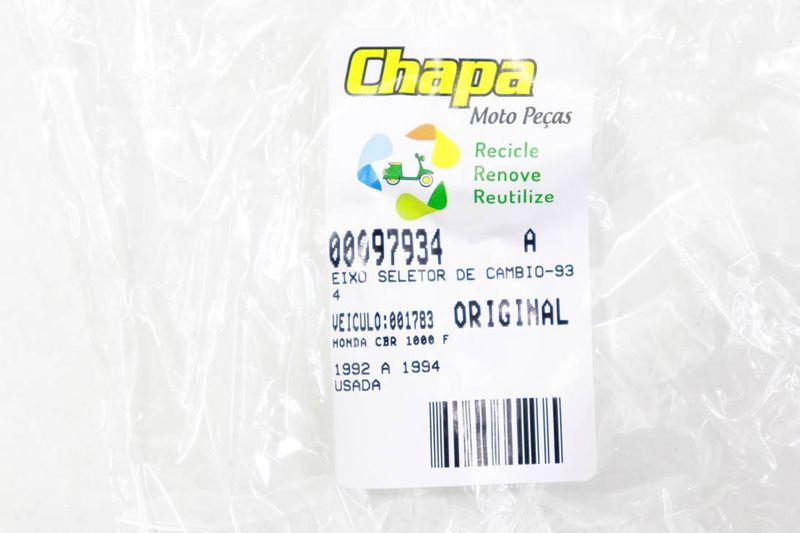 Chapa
Moto Peças
Recicle
Renove
Reutilize
00097934 A
EIXO SELETOR DE CAMBIO-93
4
VEICULO:001783 ORIGINAL
HONDA CBR 1000 F
1992 A 1994
USADA